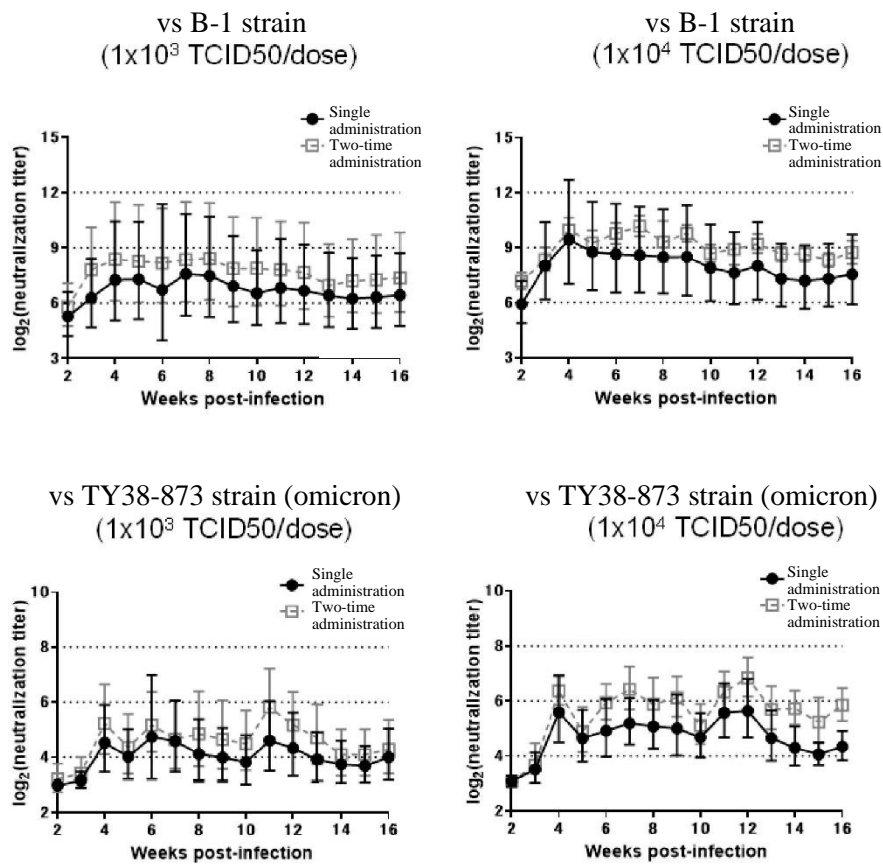 vs B-1 strain
(1x10³ TCID50/dose)
Single
administration
Two-time
administration
log₂(neutralization titer)
15
12
9
6
3
2 4 6 8 10 12 14 16
Weeks post-infection
vs B-1 strain
(1x10⁴ TCID50/dose)
Single
administration
Two-time
administration
log₂(neutralization titer)
15
12
9
6
3
2 4 6 8 10 12 14 16
Weeks post-infection
vs TY38-873 strain (omicron)
(1x10³ TCID50/dose)
Single
administration
Two-time
administration
log₂(neutralization titer)
10
8
6
4
2
2 4 6 8 10 12 14 16
Weeks post-infection
vs TY38-873 strain (omicron)
(1x10⁴ TCID50/dose)
Single
administration
Two-time
administration
log₂(neutralization titer)
10
8
6
4
2
2 4 6 8 10 12 14 16
Weeks post-infection